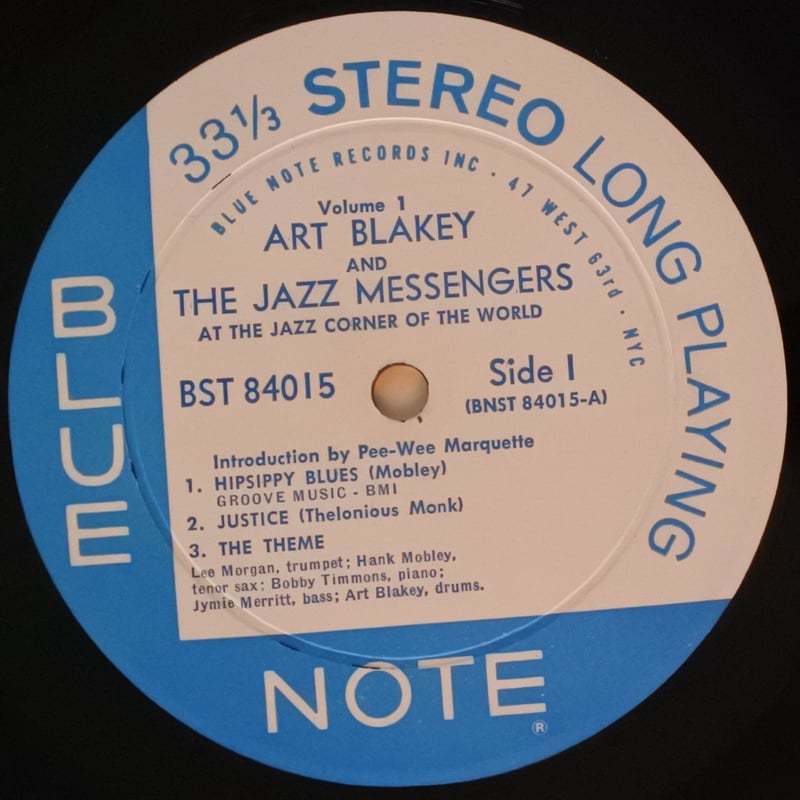 33⅓ STEREO LONG PLAYING
BLUE NOTE RECORDS INC · 47 WEST 63rd · NYC
Volume 1
ART BLAKEY
AND
THE JAZZ MESSENGERS
AT THE JAZZ CORNER OF THE WORLD
BST 84015
Side I
(BNST 84015-A)
Introduction by Pee-Wee Marquette
1. HIPSIPPY BLUES (Mobley)
GROOVE MUSIC - BMI
2. JUSTICE (Thelonious Monk)
3. THE THEME
Lee Morgan, trumpet; Hank Mobley,
tenor sax; Bobby Timmons, piano;
Jymie Merritt, bass; Art Blakey, drums.
BLUE
NOTE
®